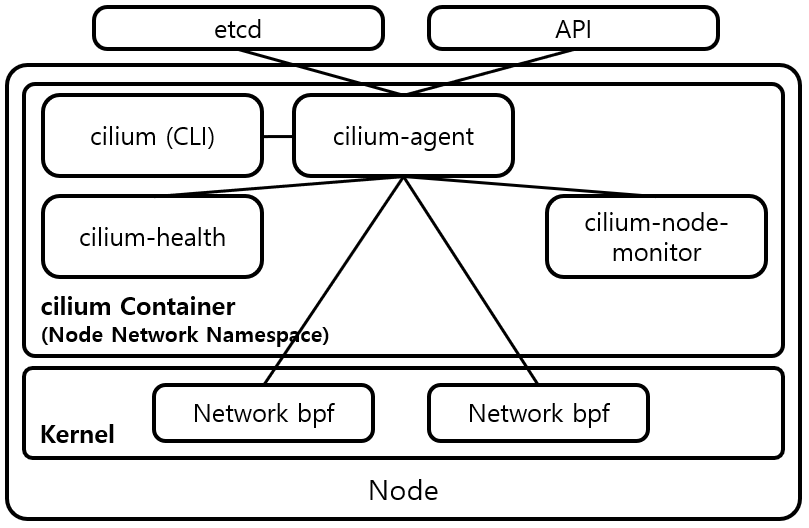 etcd
API
cilium (CLI)
cilium-agent
cilium-health
cilium-node-
monitor
cilium Container
(Node Network Namespace)
Kernel
Network bpf
Network bpf
Node